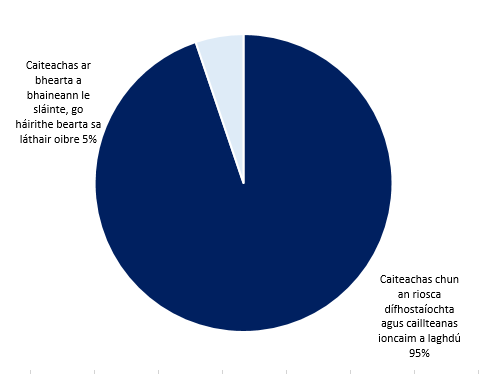 Caiteachas ar
bhearta a
bhaineann le
sláinte, go
háirithe bearta sa
láthair oibre 5%
Caiteachas chun
an riosca
dífhostaíochta
agus caillteanas
ioncaim a laghdú
95%